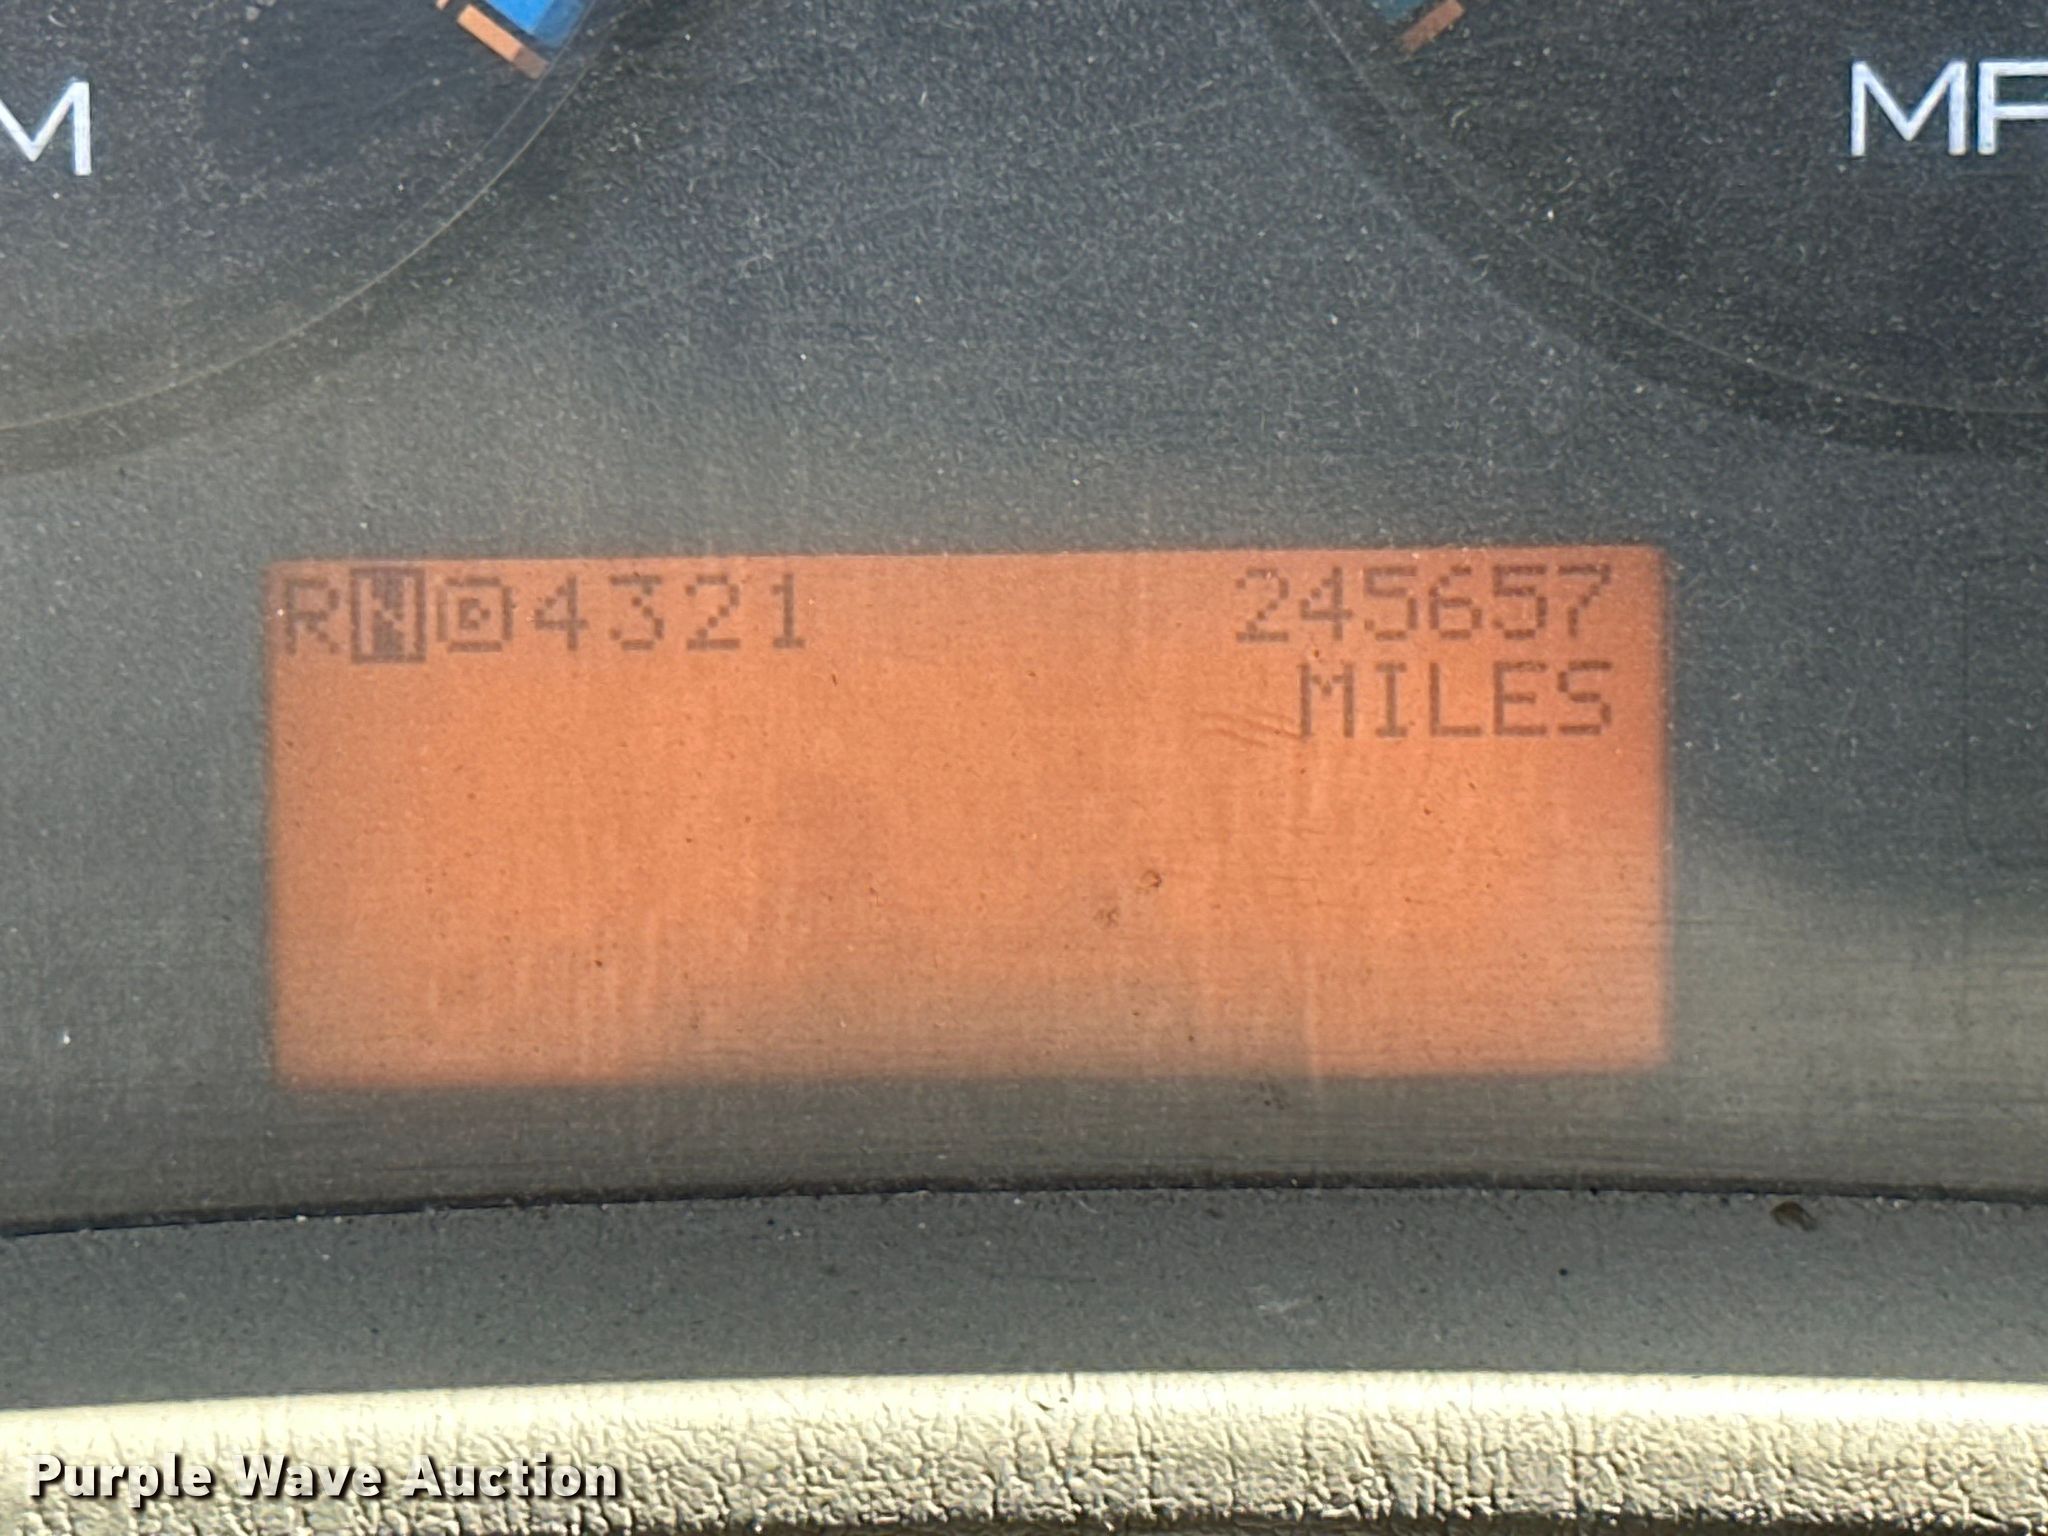 M
MP
RND4321 245657
MILES
Purple Wave Auction